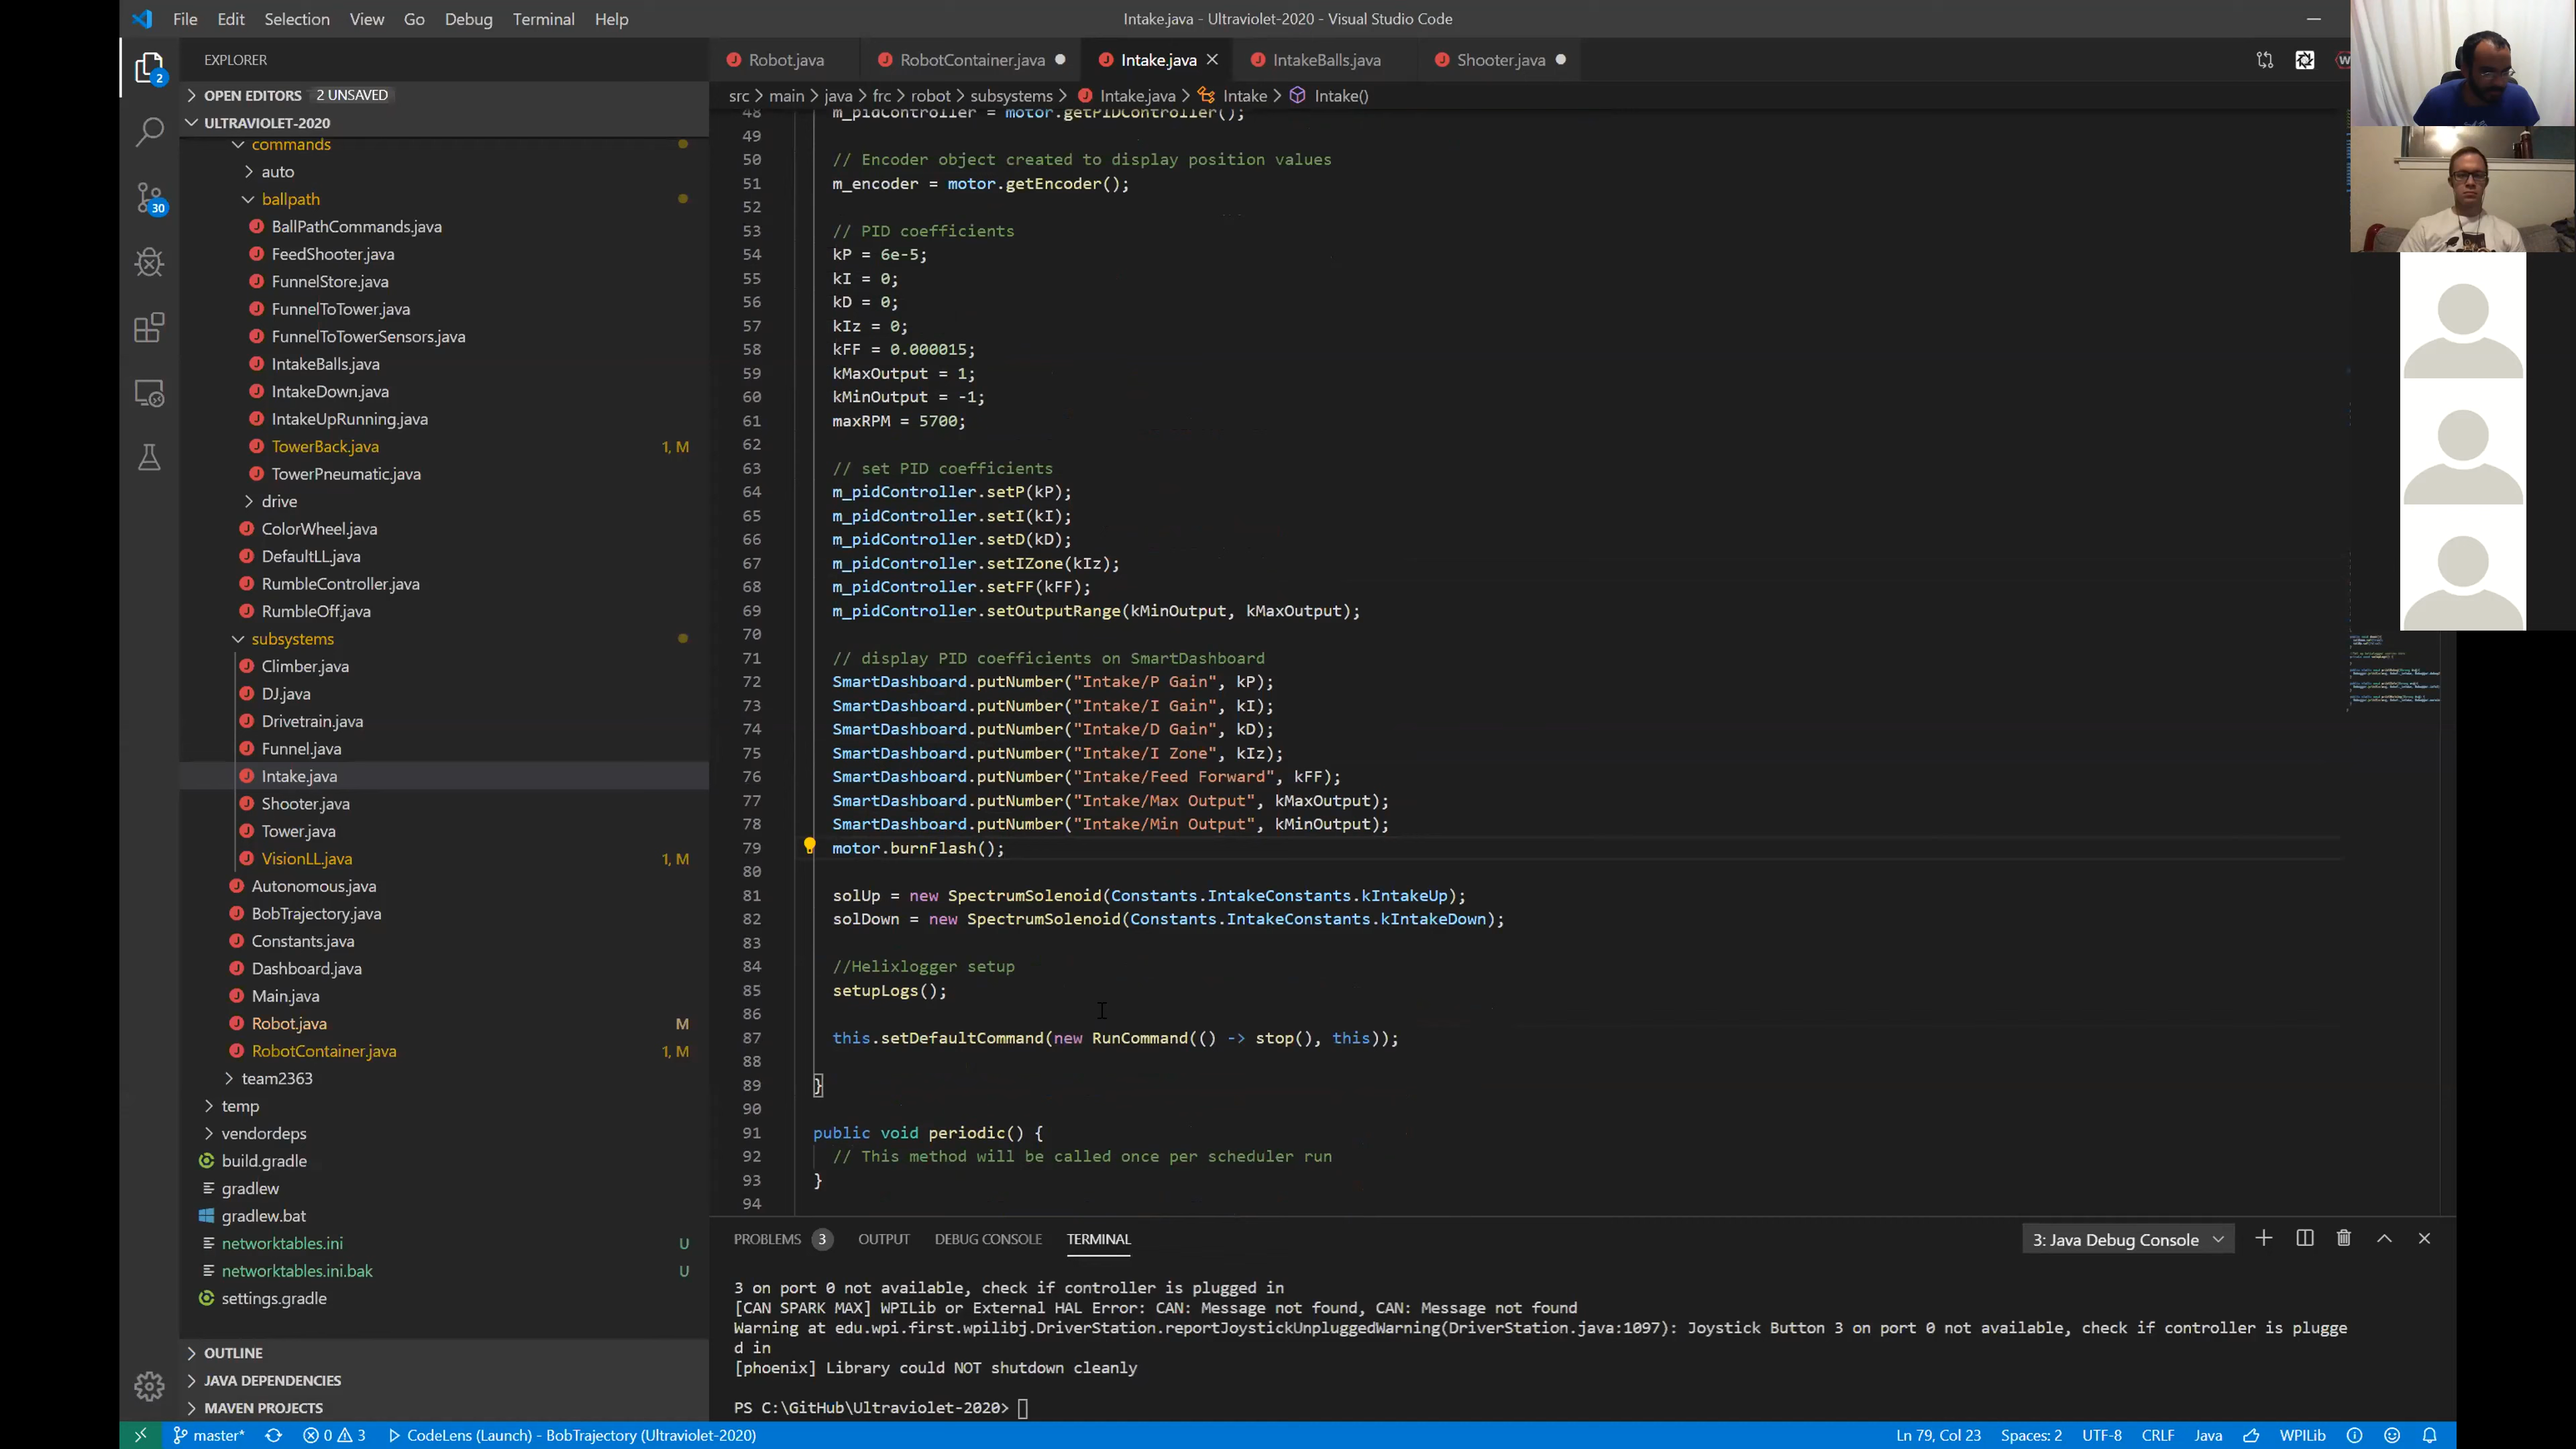 File Edit Selection View Go Debug Terminal Help
Intake.java - Ultraviolet-2020 - Visual Studio Code
EXPLORER
OPEN EDITORS 2 UNSAVED
ULTRAVIOLET-2020
commands
auto
ballpath
BallPathCommands.java
FeedShooter.java
FunnelStore.java
FunnelToTower.java
FunnelToTowerSensors.java
IntakeBalls.java
IntakeDown.java
IntakeUpRunning.java
TowerBack.java 1, M
TowerPneumatic.java
drive
ColorWheel.java
DefaultLL.java
RumbleController.java
RumbleOff.java
subsystems
Climber.java
DJ.java
Drivetrain.java
Funnel.java
Intake.java
Shooter.java
Tower.java
VisionLL.java 1, M
Autonomous.java
BobTrajectory.java
Constants.java
Dashboard.java
Main.java
Robot.java M
RobotContainer.java 1, M
team2363
temp
vendordeps
build.gradle
gradlew
gradlew.bat
networktables.ini U
networktables.ini.bak U
settings.gradle
OUTLINE
JAVA DEPENDENCIES
MAVEN PROJECTS
2
30
Robot.java RobotContainer.java Intake.java IntakeBalls.java Shooter.java
src > main > java > frc > robot > subsystems > Intake.java > Intake > Intake()
48 m_pidController = motor.getPIDController();
49
50 // Encoder object created to display position values
51 m_encoder = motor.getEncoder();
52
53 // PID coefficients
54 kP = 6e-5;
55 kI = 0;
56 kD = 0;
57 kIz = 0;
58 kFF = 0.000015;
59 kMaxOutput = 1;
60 kMinOutput = -1;
61 maxRPM = 5700;
62
63 // set PID coefficients
64 m_pidController.setP(kP);
65 m_pidController.setI(kI);
66 m_pidController.setD(kD);
67 m_pidController.setIZone(kIz);
68 m_pidController.setFF(kFF);
69 m_pidController.setOutputRange(kMinOutput, kMaxOutput);
70
71 // display PID coefficients on SmartDashboard
72 SmartDashboard.putNumber("Intake/P Gain", kP);
73 SmartDashboard.putNumber("Intake/I Gain", kI);
74 SmartDashboard.putNumber("Intake/D Gain", kD);
75 SmartDashboard.putNumber("Intake/I Zone", kIz);
76 SmartDashboard.putNumber("Intake/Feed Forward", kFF);
77 SmartDashboard.putNumber("Intake/Max Output", kMaxOutput);
78 SmartDashboard.putNumber("Intake/Min Output", kMinOutput);
79 motor.burnFlash();
80
81 solUp = new SpectrumSolenoid(Constants.IntakeConstants.kIntakeUp);
82 solDown = new SpectrumSolenoid(Constants.IntakeConstants.kIntakeDown);
83
84 //Helixlogger setup
85 setupLogs();
86
87 this.setDefaultCommand(new RunCommand(() -> stop(), this));
88
89 }
90
91 public void periodic() {
92 // This method will be called once per scheduler run
93 }
94
PROBLEMS 3 OUTPUT DEBUG CONSOLE TERMINAL 3: Java Debug Console
3 on port 0 not available, check if controller is plugged in
[CAN SPARK MAX] WPILib or External HAL Error: CAN: Message not found, CAN: Message not found
Warning at edu.wpi.first.wpilibj.DriverStation.reportJoystickUnpluggedWarning(DriverStation.java:1097): Joystick Button 3 on port 0 not available, check if controller is plugge
d in
[phoenix] Library could NOT shutdown cleanly
PS C:\GitHub\Ultraviolet-2020>
master* 0 3 CodeLens (Launch) - BobTrajectory (Ultraviolet-2020) Ln 79, Col 23 Spaces: 2 UTF-8 CRLF Java WPILib